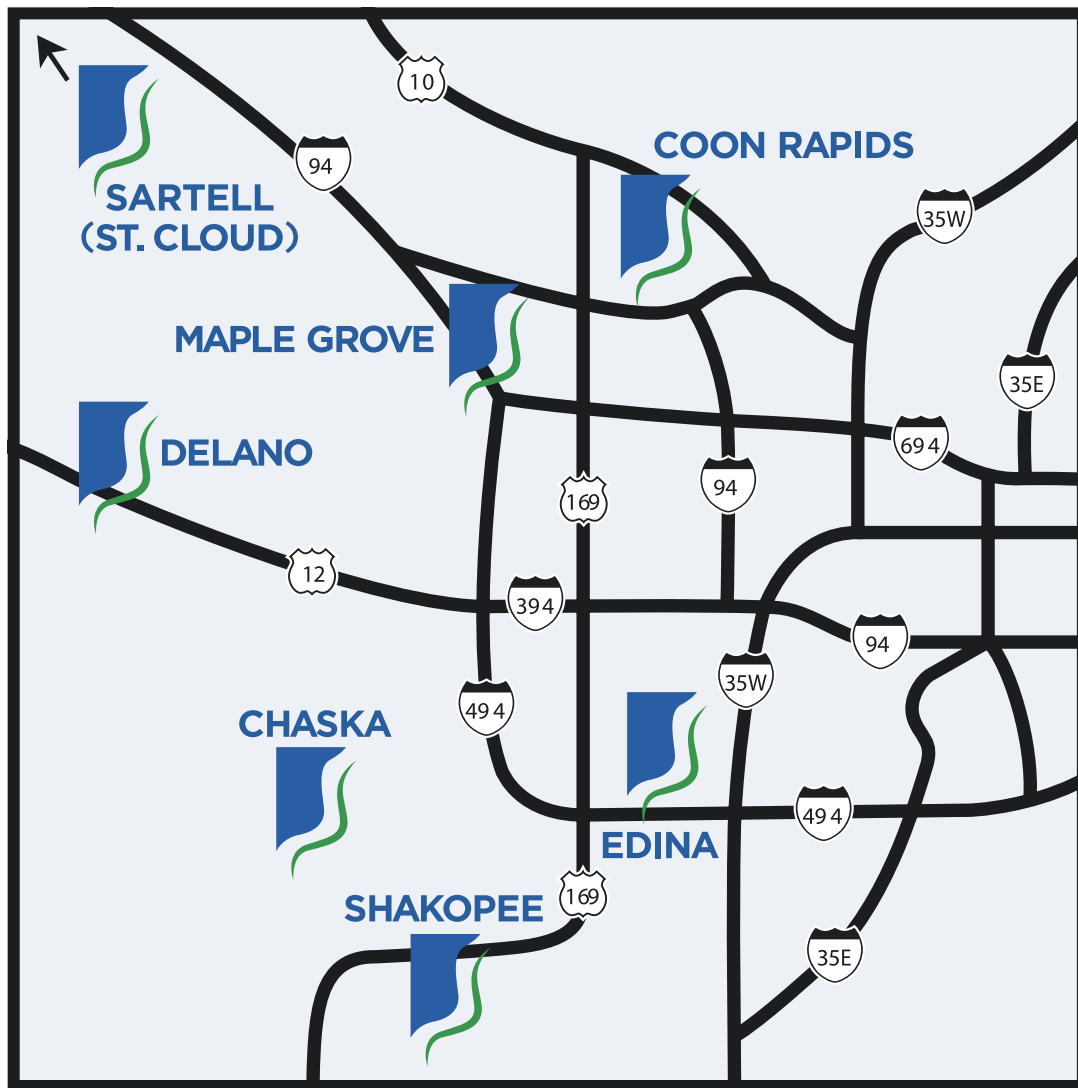 10
COON RAPIDS
94
SARTELL
(ST. CLOUD)
35W
MAPLE GROVE
35E
DELANO
694
94
169
12
394
94
35W
494
CHASKA
494
EDINA
169
SHAKOPEE
35E